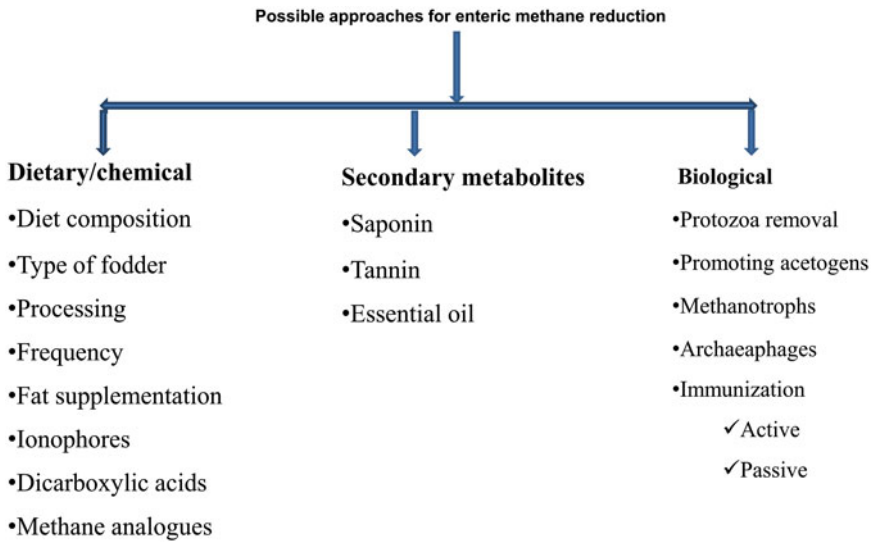 Possible approaches for enteric methane reduction
Dietary/chemical
•Diet composition
•Type of fodder
•Processing
•Frequency
•Fat supplementation
•Ionophores
•Dicarboxylic acids
•Methane analogues
Secondary metabolites
•Saponin
•Tannin
•Essential oil
Biological
•Protozoa removal
•Promoting acetogens
•Methanotrophs
•Archaeaphages
•Immunization
✓Active
✓Passive